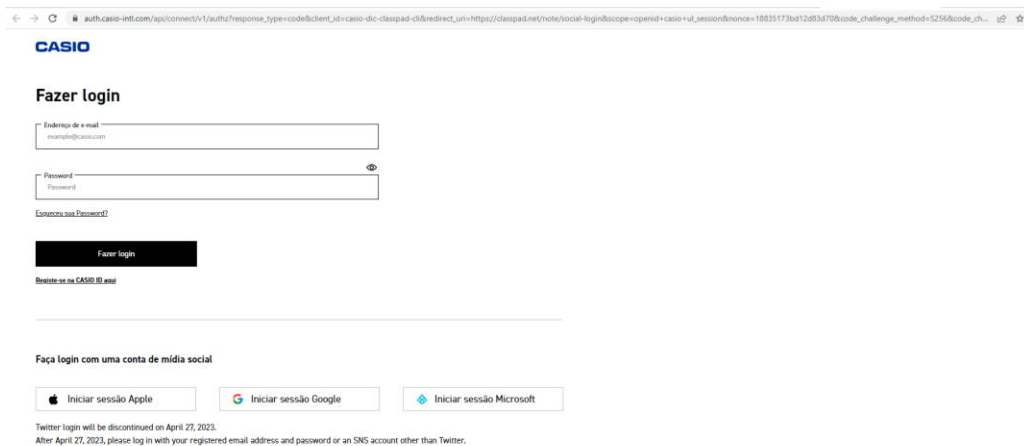 auth.casio-intl.com/api/connect/v1/authz?response_type=code&client_id=casio-dic-classpad-cli&redirect_uri=https://classpad.net/note/social-login&scope=openid+casio+ul_session&nonce=18835173bd12d83d70&code_challenge_method=S256&code_ch...
CASIO
Fazer login
Endereço de e-mail
example@casio.com
Password
Password
Esqueceu sua Password?
Fazer login
Registe-se na CASIO ID aqui
Faça login com uma conta de mídia social
Iniciar sessão Apple Iniciar sessão Google Iniciar sessão Microsoft
Twitter login will be discontinued on April 27, 2023.
After April 27, 2023, please log in with your registered email address and password or an SNS account other than Twitter.